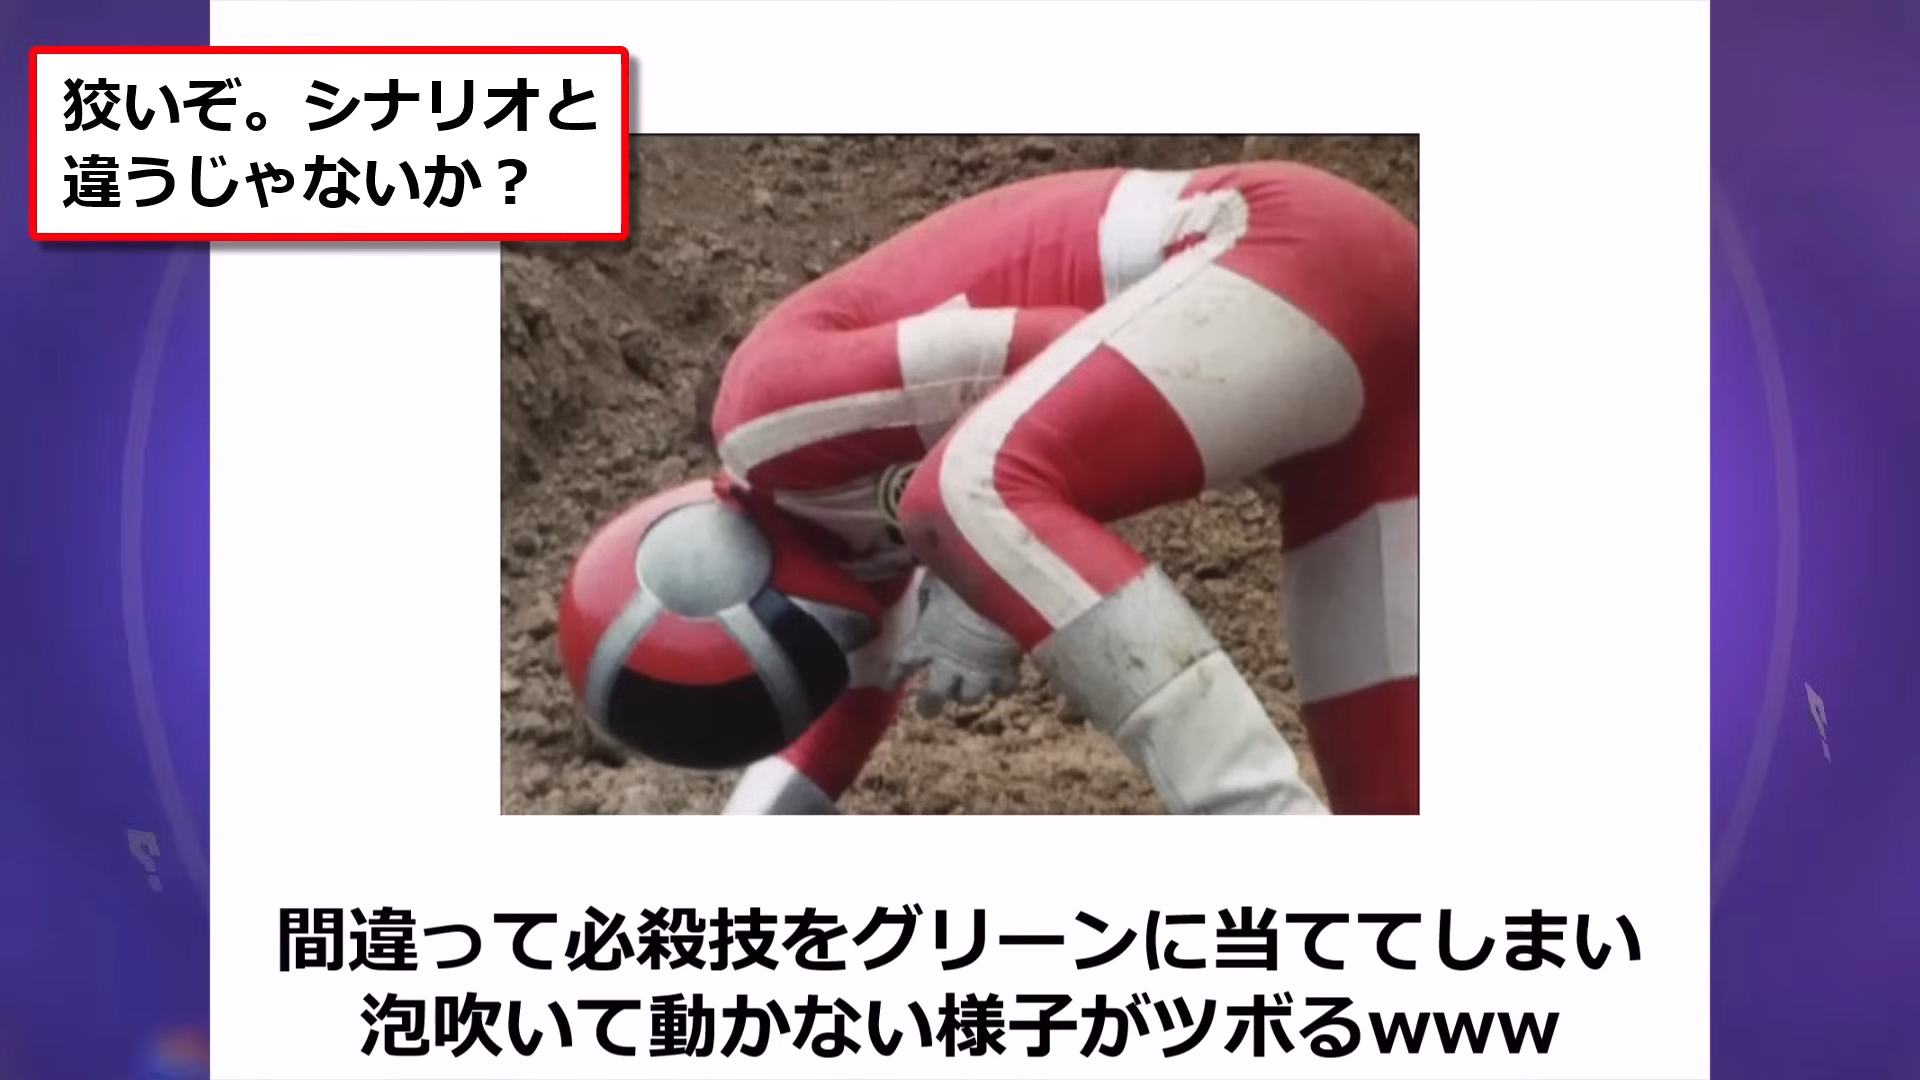 狡いぞ。シナリオと
違うじゃないか？
間違って必殺技をグリーンに当ててしまい
泡吹いて動かない様子がツボるwww